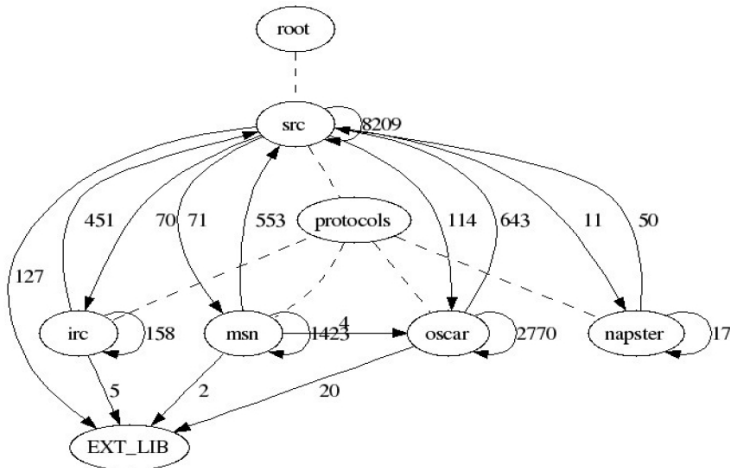 root
src
8209
protocols
451
70
71
553
114
643
11
50
127
irc
158
msn
1423
4
oscar
2770
napster
17
5
2
20
EXT_LIB